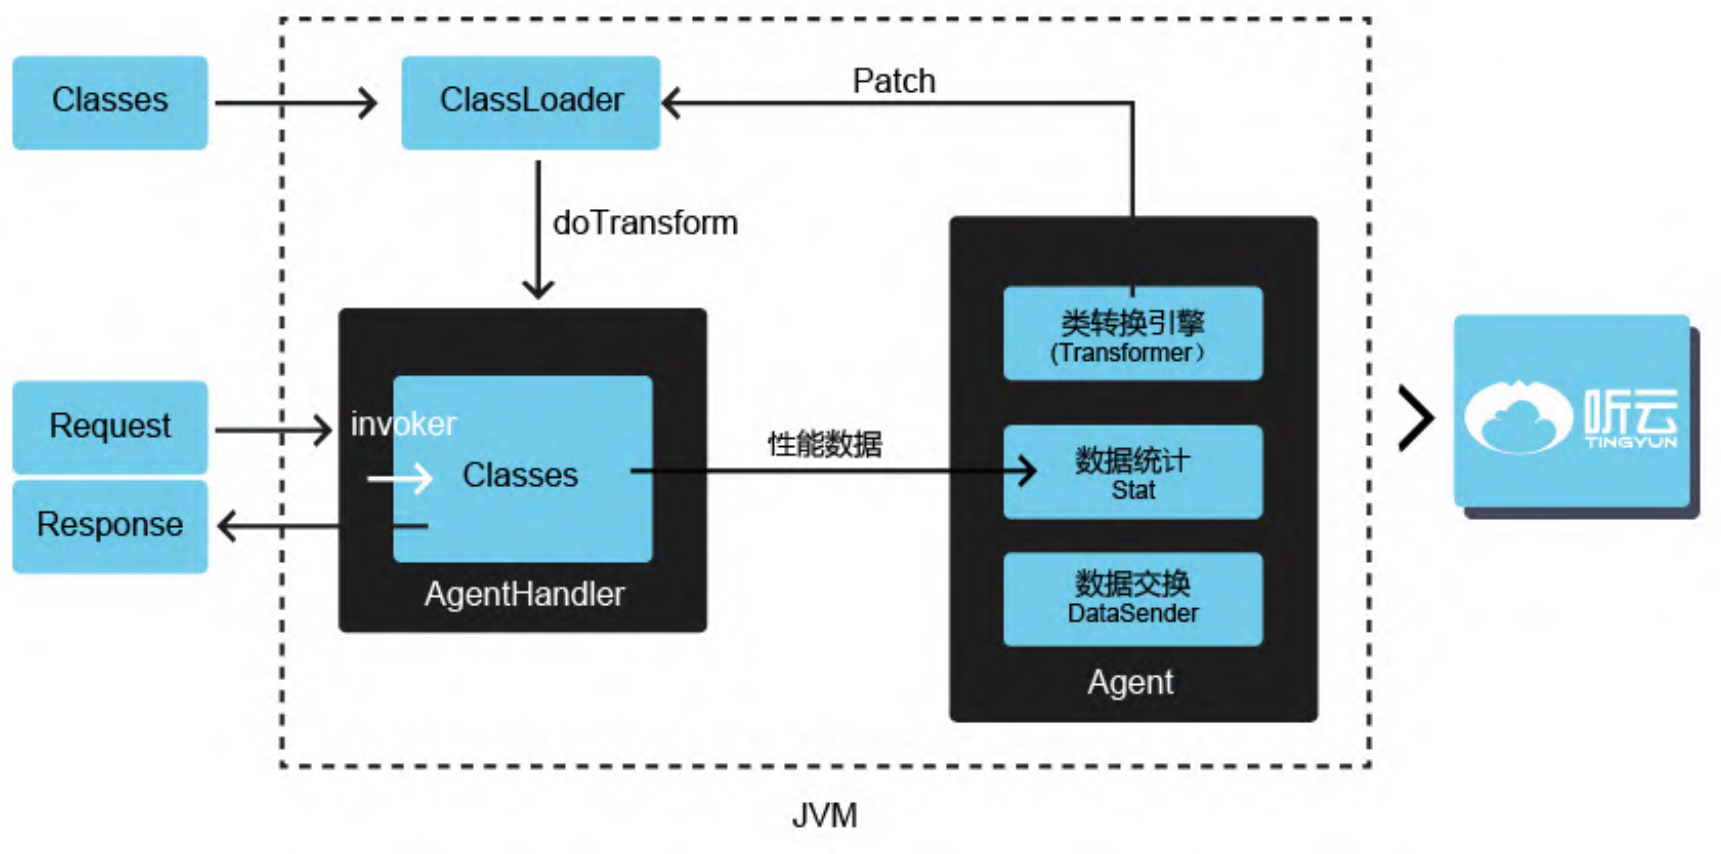 Classes
ClassLoader
Patch
doTransform
类转换引擎
(Transformer）
Request
invoker
听云
TINGYUN
性能数据
数据统计
Stat
Classes
Response
数据交换
DataSender
AgentHandler
Agent
JVM